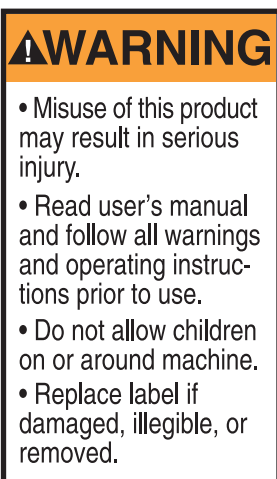 WARNING
• Misuse of this product
may result in serious
injury.
• Read user's manual
and follow all warnings
and operating instruc-
tions prior to use.
• Do not allow children
on or around machine.
• Replace label if
damaged, illegible, or
removed.